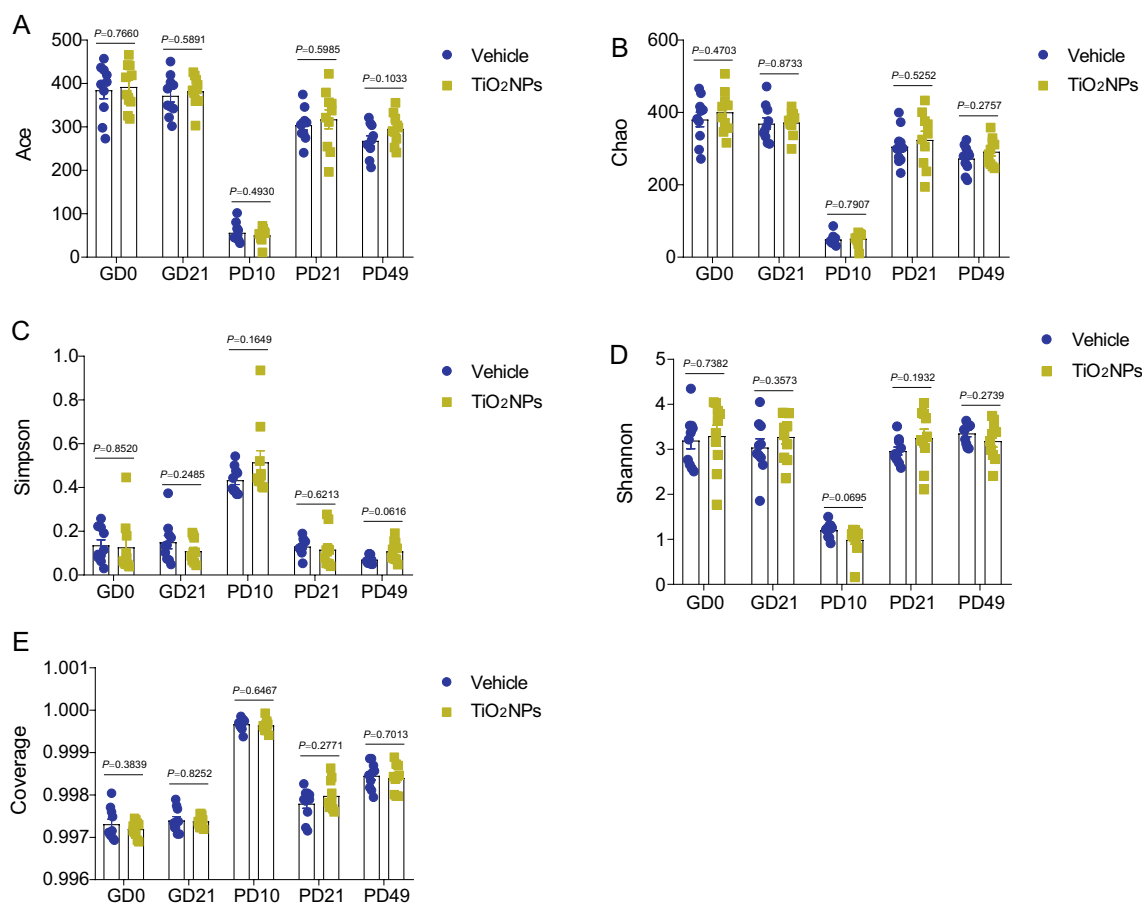 A
P=0.7660
P=0.5891
P=0.4930
P=0.5985
P=0.1033
Vehicle
TiO2NPs
500
400
300
200
100
0
Ace
GD0 GD21 PD10 PD21 PD49
B
P=0.4703
P=0.8733
P=0.7907
P=0.5252
P=0.2757
Vehicle
TiO2NPs
600
400
200
0
Chao
GD0 GD21 PD10 PD21 PD49
C
P=0.8520
P=0.2485
P=0.1649
P=0.6213
P=0.0616
Vehicle
TiO2NPs
1.0
0.8
0.6
0.4
0.2
0.0
Simpson
GD0 GD21 PD10 PD21 PD49
D
P=0.7382
P=0.3573
P=0.0695
P=0.1932
P=0.2739
Vehicle
TiO2NPs
5
4
3
2
1
0
Shannon
GD0 GD21 PD10 PD21 PD49
E
P=0.3839
P=0.8252
P=0.6467
P=0.2771
P=0.7013
Vehicle
TiO2NPs
1.001
1.000
0.999
0.998
0.997
0.996
Coverage
GD0 GD21 PD10 PD21 PD49